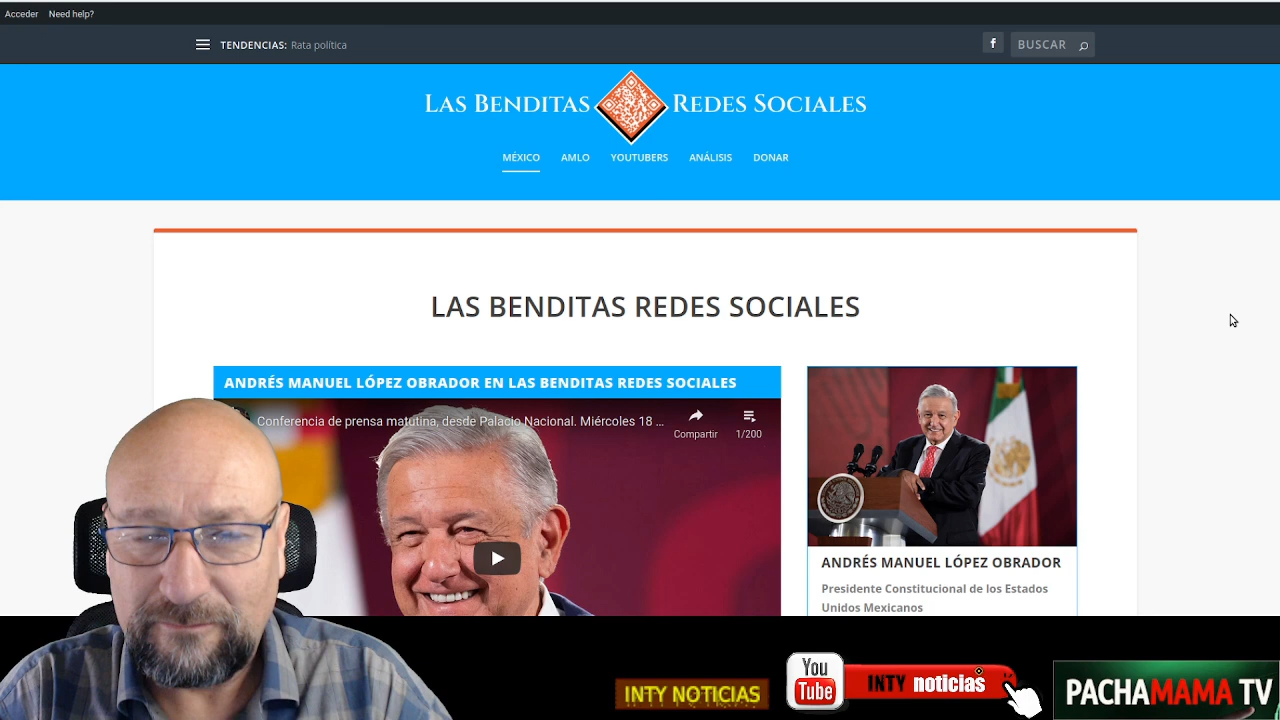 Acceder Need help?
TENDENCIAS: Rata política
f
BUSCAR
LAS BENDITAS REDES SOCIALES
MÉXICO AMLO YOUTUBERS ANÁLISIS DONAR
LAS BENDITAS REDES SOCIALES
ANDRÉS MANUEL LÓPEZ OBRADOR EN LAS BENDITAS REDES SOCIALES
Conferencia de prensa matutina, desde Palacio Nacional. Miércoles 18 ...
Compartir
1/200
ANDRÉS MANUEL LÓPEZ OBRADOR
Presidente Constitucional de los Estados
Unidos Mexicanos
INTY NOTICIAS
You
Tube
INTY noticias
PACHAMAMA TV